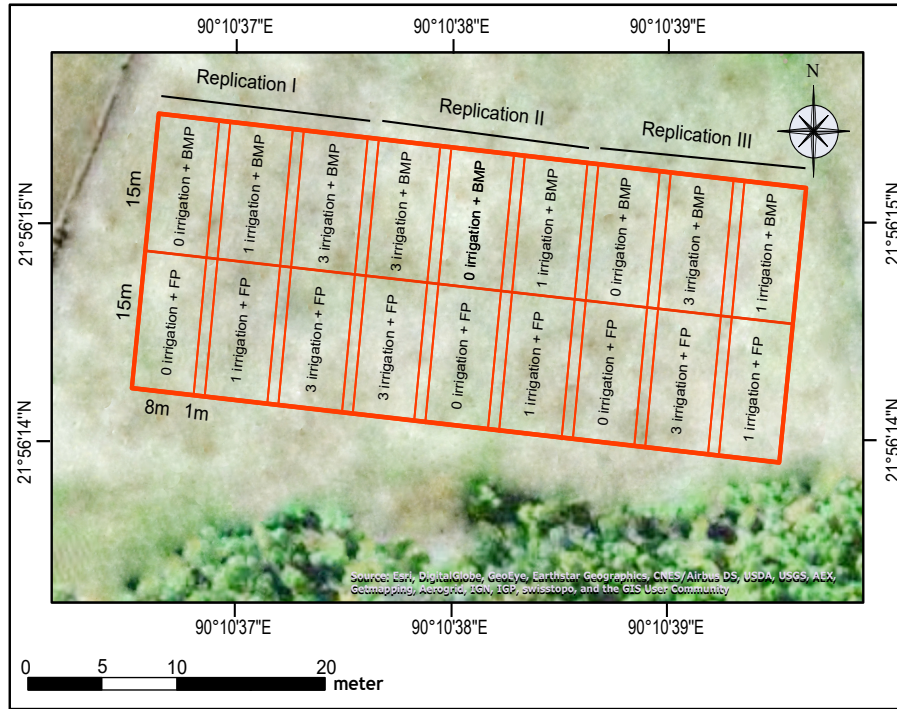 90°10'37"E 90°10'38"E 90°10'39"E
N
Replication I
Replication II
Replication III
21°56'15"N
21°56'15"N
15m
0 irrigation + BMP
1 irrigation + BMP
3 irrigation + BMP
3 irrigation + BMP
0 irrigation + BMP
1 irrigation + BMP
0 irrigation + BMP
3 irrigation + BMP
1 irrigation + BMP
15m
0 irrigation + FP
1 irrigation + FP
3 irrigation + FP
3 irrigation + FP
0 irrigation + FP
1 irrigation + FP
0 irrigation + FP
3 irrigation + FP
1 irrigation + FP
8m 1m
21°56'14"N
21°56'14"N
Source: Esri, DigitalGlobe, GeoEye, Earthstar Geographics, CNES/Airbus DS, USDA, USGS, AEX,
Getmapping, Aerogrid, IGN, IGP, swisstopo, and the GIS User Community
90°10'37"E 90°10'38"E 90°10'39"E
0 5 10 20
meter